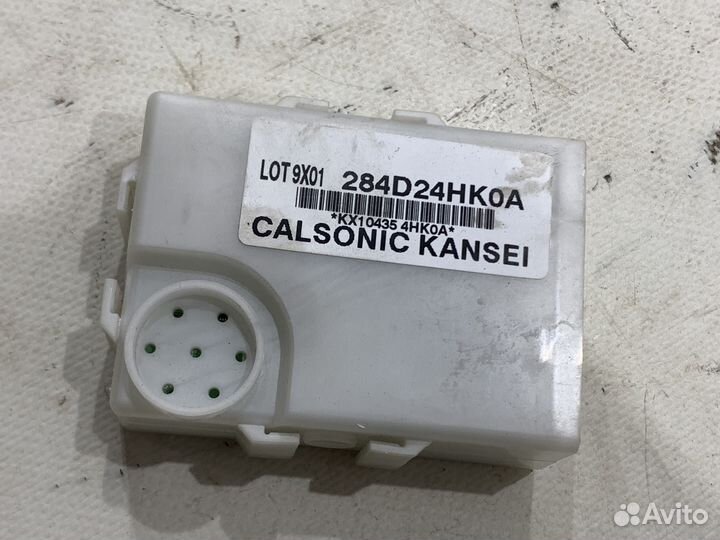 LOT 9X01 284D24HK0A
*KX10435 4HK0A*
CALSONIC KANSEI
Avito